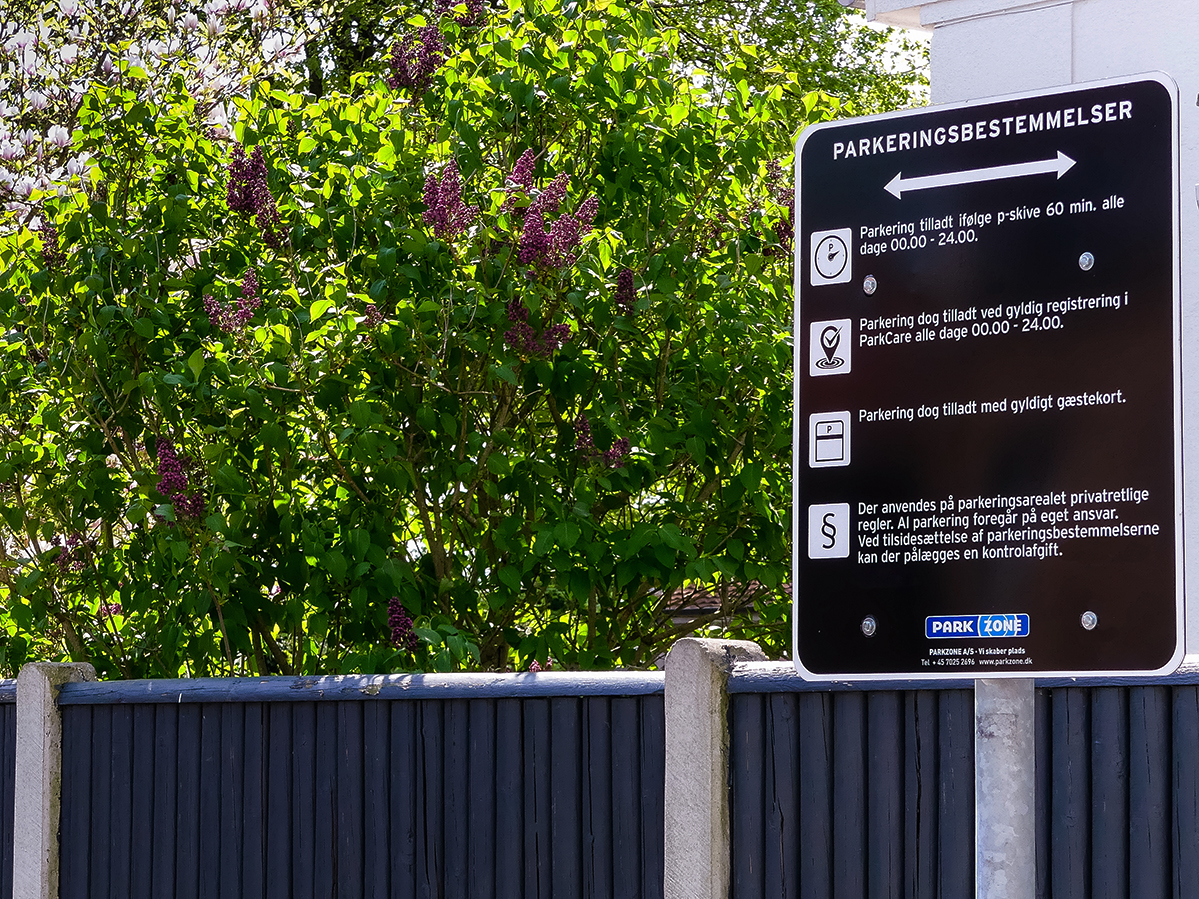 PARKERINGSBESTEMMELSER
P
Parkering tilladt ifølge p-skive 60 min. alle
dage 00.00 - 24.00.
Parkering dog tilladt ved gyldig registrering i
ParkCare alle dage 00.00 - 24.00.
P
Parkering dog tilladt med gyldigt gæstekort.
§
Der anvendes på parkeringsarealet privatretlige
regler. Al parkering foregår på eget ansvar.
Ved tilsidesættelse af parkeringsbestemmelserne
kan der pålægges en kontrolafgift.
PARK ZONE
PARKZONE A/S - Vi skaber plads
Tel + 45 7025 2696 www.parkzone.dk